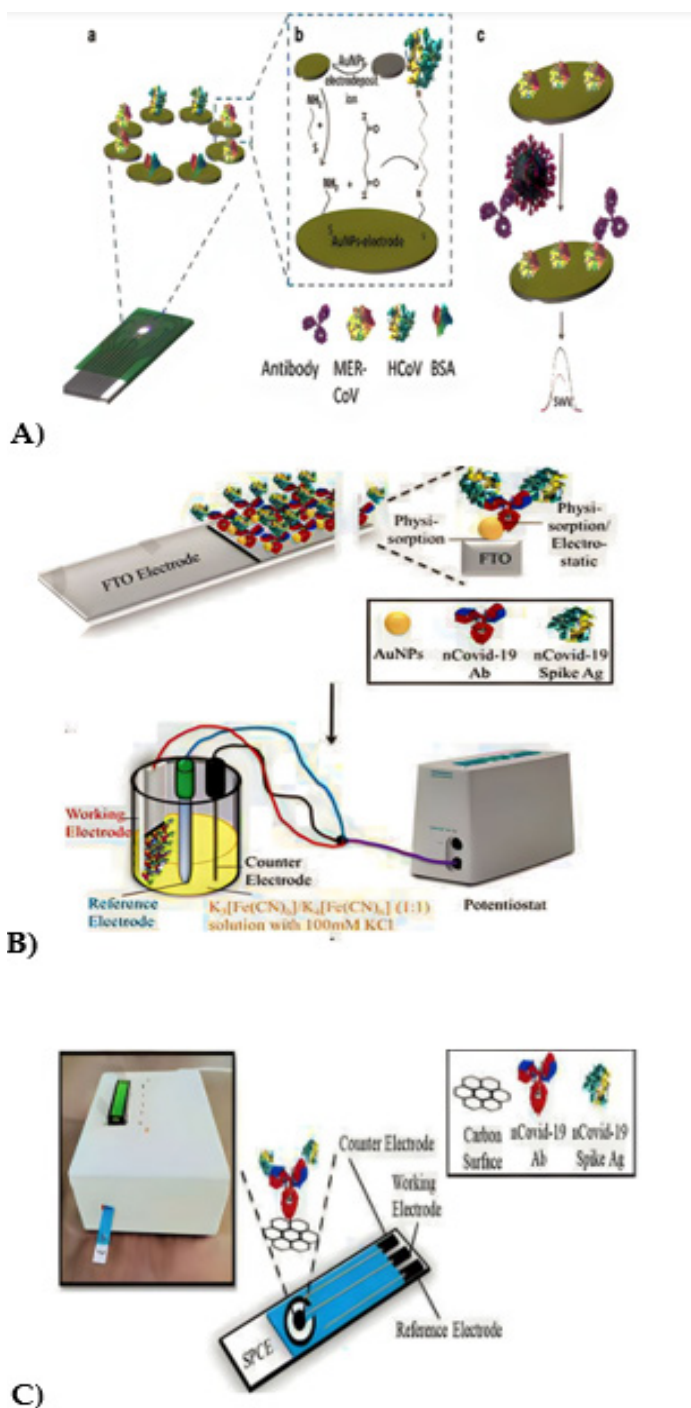 a
b
c
AuNPs
electrodeposit
ion
NH₂
+
S
NH₂ +
S
S
AuNPs-electrode
Antibody
MER-
CoV
HCoV
BSA
SWV
A)
FTO Electrode
Physi-
sorption
Physisorption/
Electro-
static
FTO
AuNPs
nCovid-19
Ab
nCovid-19
Spike Ag
Working
Electrode
Counter
Electrode
Reference
Electrode
K₃[Fe(CN)₆]/K₄[Fe(CN)₆] (1:1)
solution with 100mM KCl
Potentiostat
B)
Carbon
Surface
nCovid-19
Ab
nCovid-19
Spike Ag
Counter Electrode
Working
Electrode
Reference Electrode
SPCE
C)